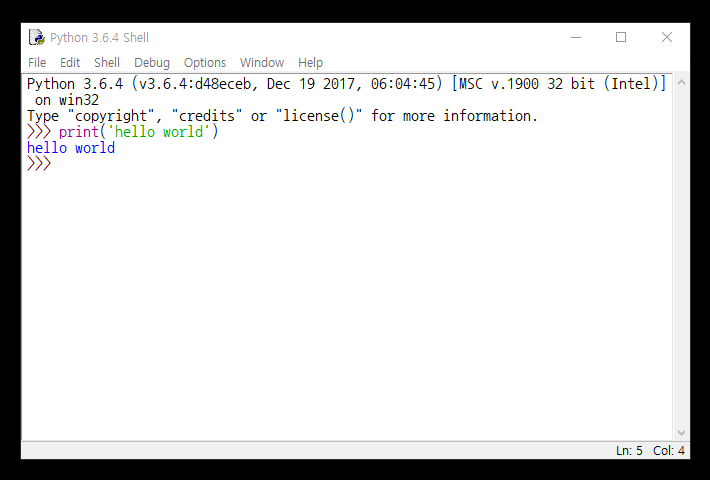 Python 3.6.4 Shell
File Edit Shell Debug Options Window Help
Python 3.6.4 (v3.6.4:d48eceb, Dec 19 2017, 06:04:45) [MSC v.1900 32 bit (Intel)]
 on win32
Type "copyright", "credits" or "license()" for more information.
>>> print('hello world')
hello world
>>>
Ln: 5 Col: 4